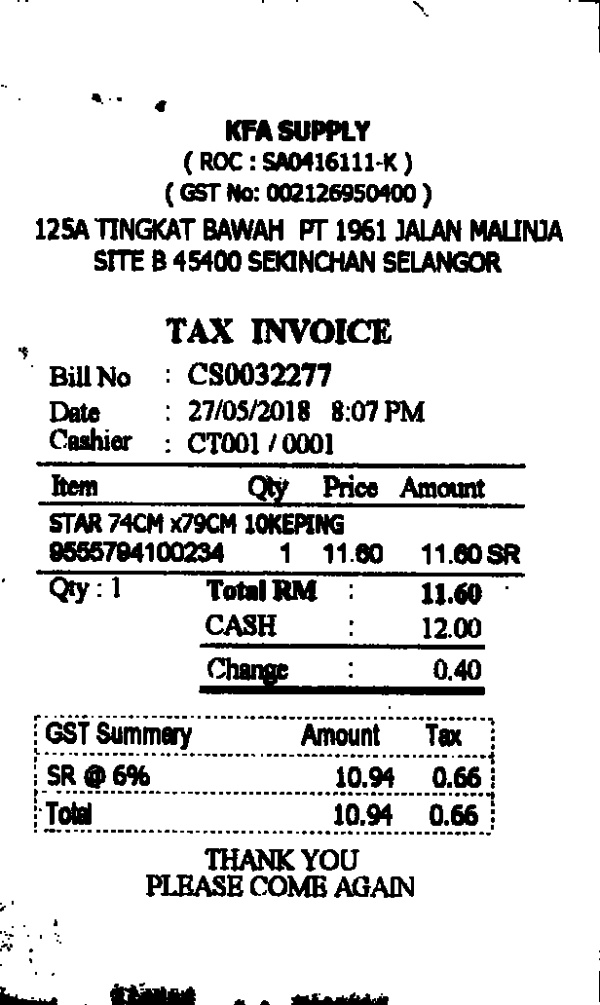 KFA SUPPLY
( ROC : SA0416111-K )
( GST No: 002126950400 )
125A TINGKAT BAWAH PT 1961 JALAN MALINJA
SITE B 45400 SEKINCHAN SELANGOR
TAX INVOICE
Bill No : CS0032277
Date : 27/05/2018 8:07 PM
Cashier : CT001 / 0001
Item Qty Price Amount
STAR 74CM x79CM 10KEPING
9555794100234 1 11.60 11.60 SR
Qty : 1 Total RM : 11.60
CASH : 12.00
Change : 0.40
GST Summary Amount Tax
SR @ 6% 10.94 0.66
Total 10.94 0.66
THANK YOU
PLEASE COME AGAIN